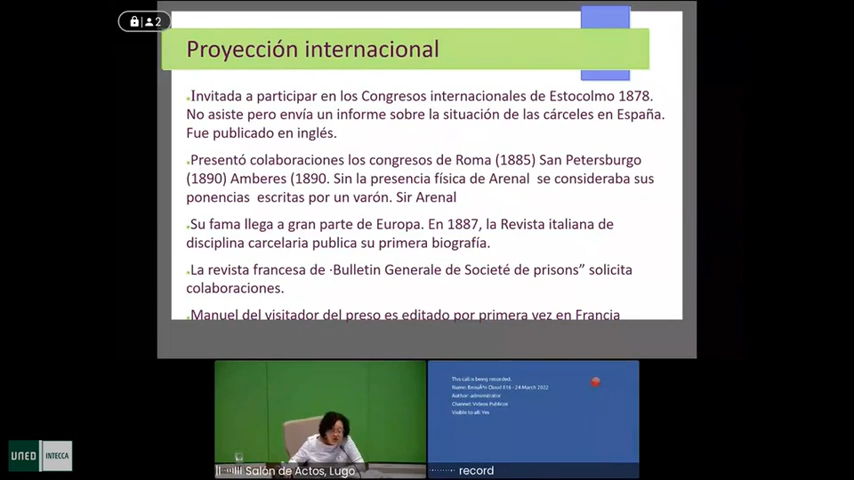 2
Proyección internacional
.Invitada a participar en los Congresos internacionales de Estocolmo 1878.
No asiste pero envía un informe sobre la situación de las cárceles en España.
Fue publicado en inglés.
.Presentó colaboraciones los congresos de Roma (1885) San Petersburgo
(1890) Amberes (1890. Sin la presencia física de Arenal se consideraba sus
ponencias escritas por un varón. Sir Arenal
.Su fama llega a gran parte de Europa. En 1887, la Revista italiana de
disciplina carcelaria publica su primera biografía.
.La revista francesa de ·Bulletin Generale de Societé de prisons” solicita
colaboraciones.
.Manuel del visitador del preso es editado por primera vez en Francia
This call is being recorded.
Cloud E16 - 24 March 2022
Author: administrator
Channel: Videos Publicos
Visible to all: Yes
Salón de Actos, Lugo
record
UNED INTECCA